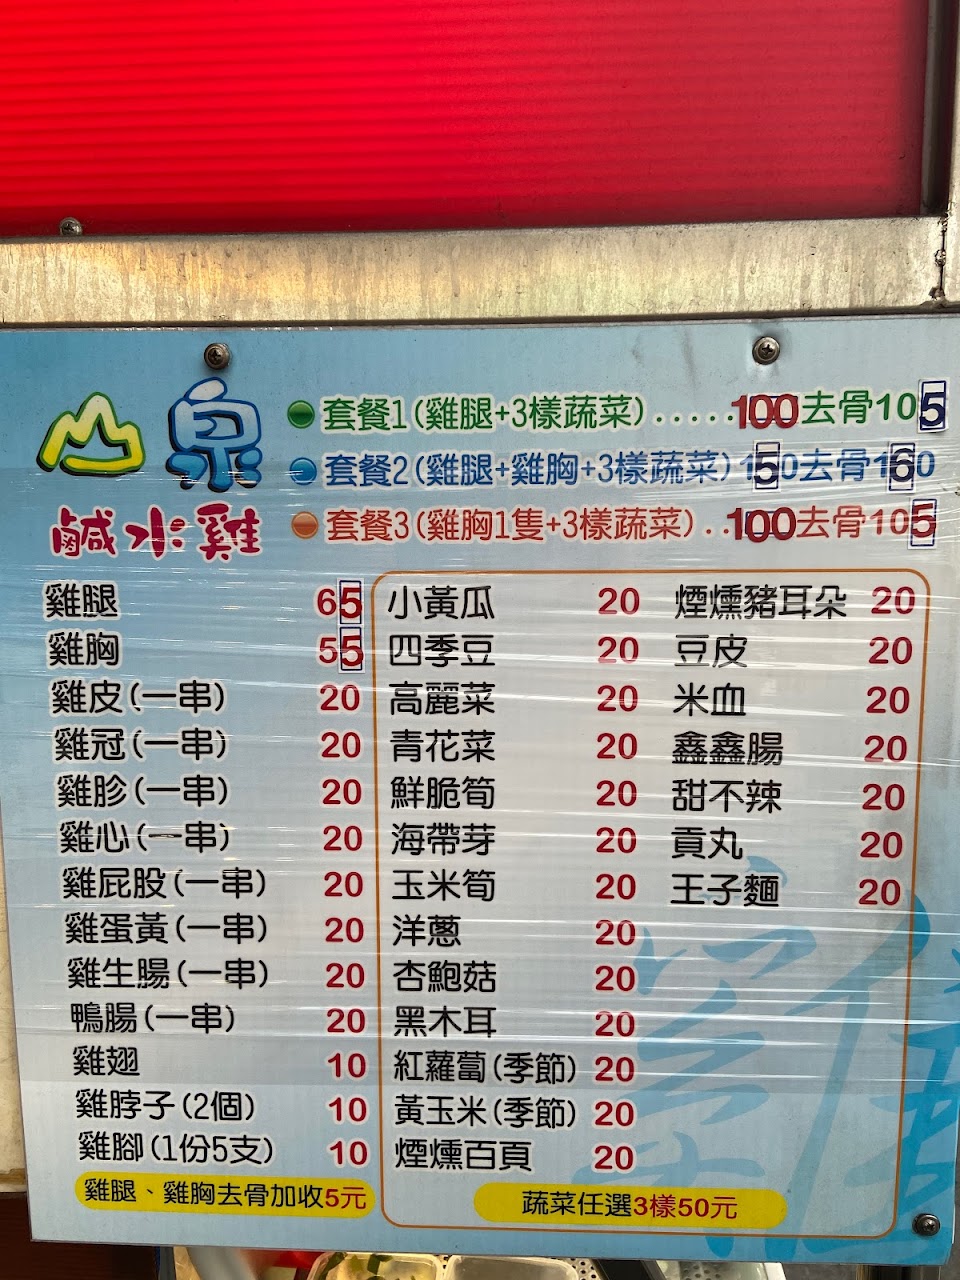 山泉
鹹水雞
套餐1(雞腿+3樣蔬菜).....100去骨105
套餐2(雞腿+雞胸+3樣蔬菜)150去骨160
套餐3(雞胸1隻+3樣蔬菜)..100去骨105
雞腿 65
雞胸 55
雞皮(一串) 20
雞冠(一串) 20
雞胗(一串) 20
雞心(一串) 20
雞屁股(一串) 20
雞蛋黃(一串) 20
雞生腸(一串) 20
鴨腸(一串) 20
雞翅 10
雞脖子(2個) 10
雞腳(1份5支) 10
雞腿、雞胸去骨加收5元
小黃瓜 20
四季豆 20
高麗菜 20
青花菜 20
鮮脆筍 20
海帶芽 20
玉米筍 20
洋蔥 20
杏鮑菇 20
黑木耳 20
紅蘿蔔(季節) 20
黃玉米(季節) 20
煙燻百頁 20
煙燻豬耳朵 20
豆皮 20
米血 20
鑫鑫腸 20
甜不辣 20
貢丸 20
王子麵 20
蔬菜任選3樣50元
雞